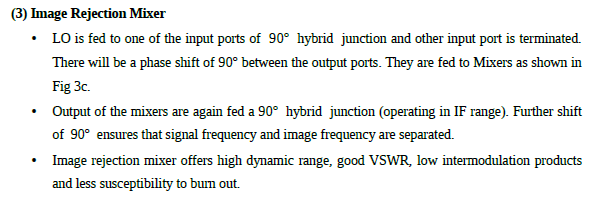 (3) Image Rejection Mixer
• LO is fed to one of the input ports of 90° hybrid junction and other input port is terminated.
There will be a phase shift of 90° between the output ports. They are fed to Mixers as shown in
Fig 3c.
• Output of the mixers are again fed a 90° hybrid junction (operating in IF range). Further shift
of 90° ensures that signal frequency and image frequency are separated.
• Image rejection mixer offers high dynamic range, good VSWR, low intermodulation products
and less susceptibility to burn out.